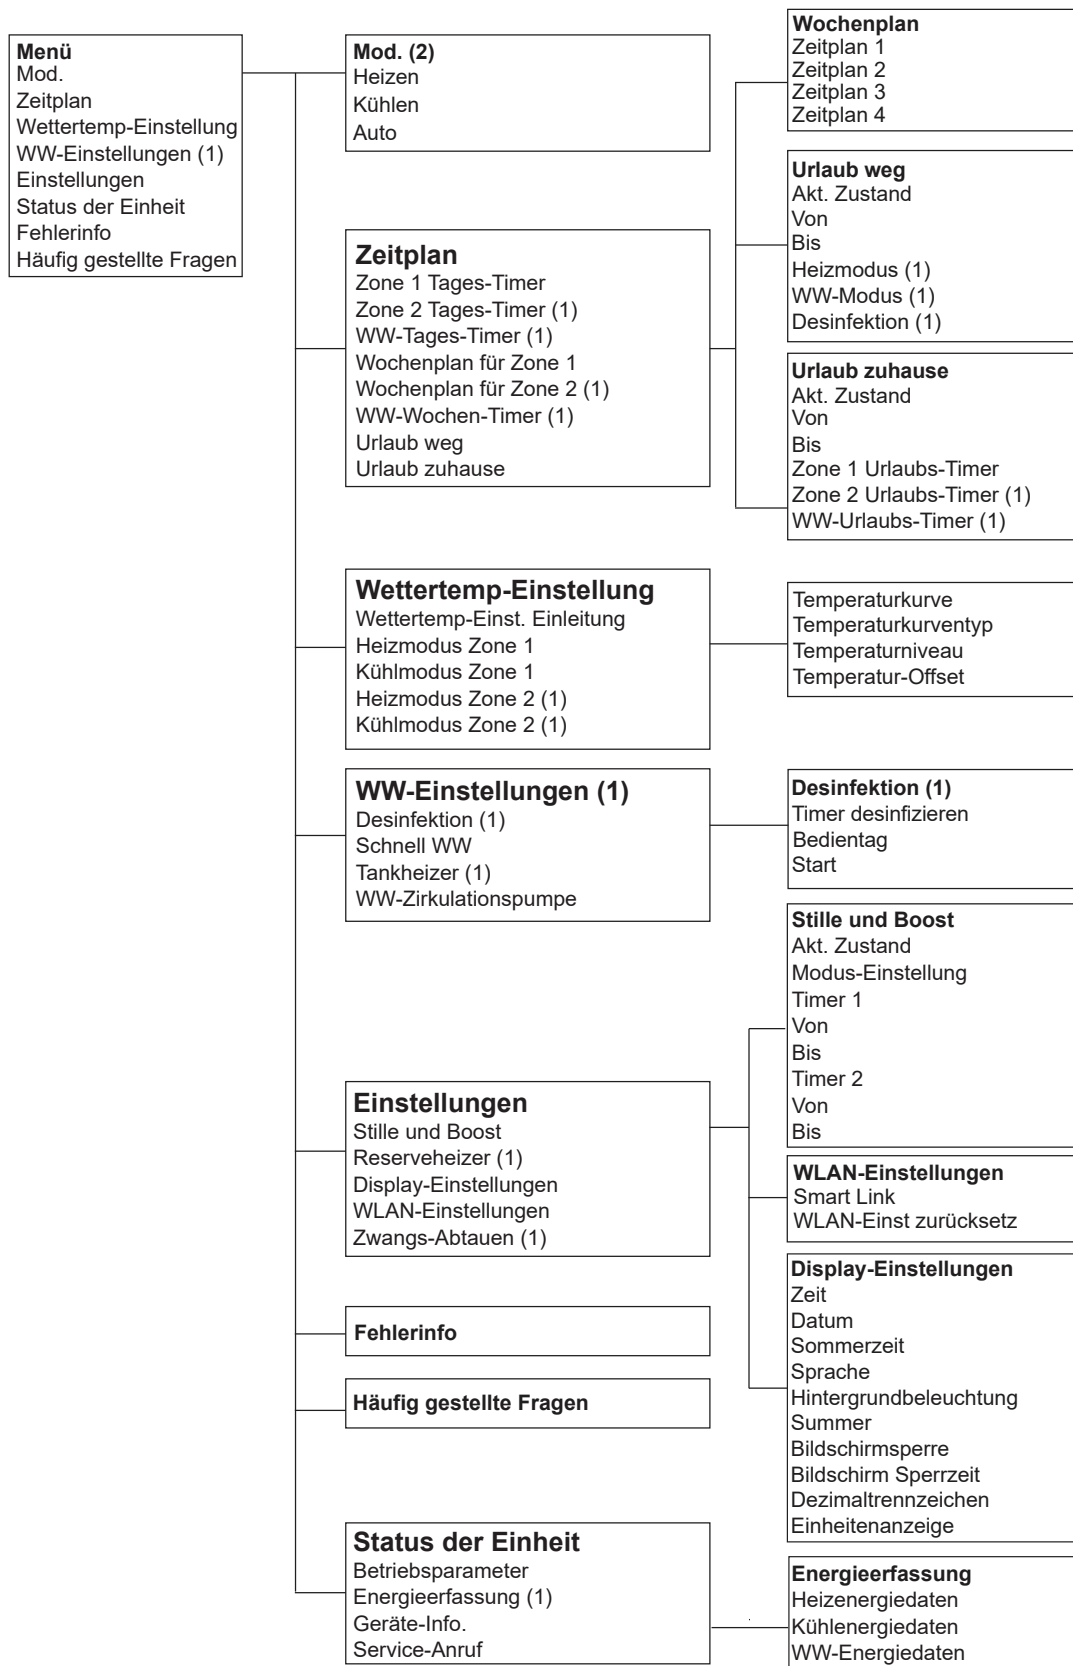 Menü
Mod.
Zeitplan
Wettertemp-Einstellung
WW-Einstellungen (1)
Einstellungen
Status der Einheit
Fehlerinfo
Häufig gestellte Fragen
Mod. (2)
Heizen
Kühlen
Auto
Zeitplan
Zone 1 Tages-Timer
Zone 2 Tages-Timer (1)
WW-Tages-Timer (1)
Wochenplan für Zone 1
Wochenplan für Zone 2 (1)
WW-Wochen-Timer (1)
Urlaub weg
Urlaub zuhause
Wochenplan
Zeitplan 1
Zeitplan 2
Zeitplan 3
Zeitplan 4
Urlaub weg
Akt. Zustand
Von
Bis
Heizmodus (1)
WW-Modus (1)
Desinfektion (1)
Urlaub zuhause
Akt. Zustand
Von
Bis
Zone 1 Urlaubs-Timer
Zone 2 Urlaubs-Timer (1)
WW-Urlaubs-Timer (1)
Wettertemp-Einstellung
Wettertemp-Einst. Einleitung
Heizmodus Zone 1
Kühlmodus Zone 1
Heizmodus Zone 2 (1)
Kühlmodus Zone 2 (1)
Temperaturkurve
Temperaturkurventyp
Temperaturniveau
Temperatur-Offset
WW-Einstellungen (1)
Desinfektion (1)
Schnell WW
Tankheizer (1)
WW-Zirkulationspumpe
Desinfektion (1)
Timer desinfizieren
Bedientag
Start
Einstellungen
Stille und Boost
Reserveheizer (1)
Display-Einstellungen
WLAN-Einstellungen
Zwangs-Abtauen (1)
Stille und Boost
Akt. Zustand
Modus-Einstellung
Timer 1
Von
Bis
Timer 2
Von
Bis
WLAN-Einstellungen
Smart Link
WLAN-Einst zurücksetz
Display-Einstellungen
Zeit
Datum
Sommerzeit
Sprache
Hintergrundbeleuchtung
Summer
Bildschirmsperre
Bildschirm Sperrzeit
Dezimaltrennzeichen
Einheitenanzeige
Fehlerinfo
Häufig gestellte Fragen
Status der Einheit
Betriebsparameter
Energieerfassung (1)
Geräte-Info.
Service-Anruf
Energieerfassung
Heizenergiedaten
Kühlenergiedaten
WW-Energiedaten